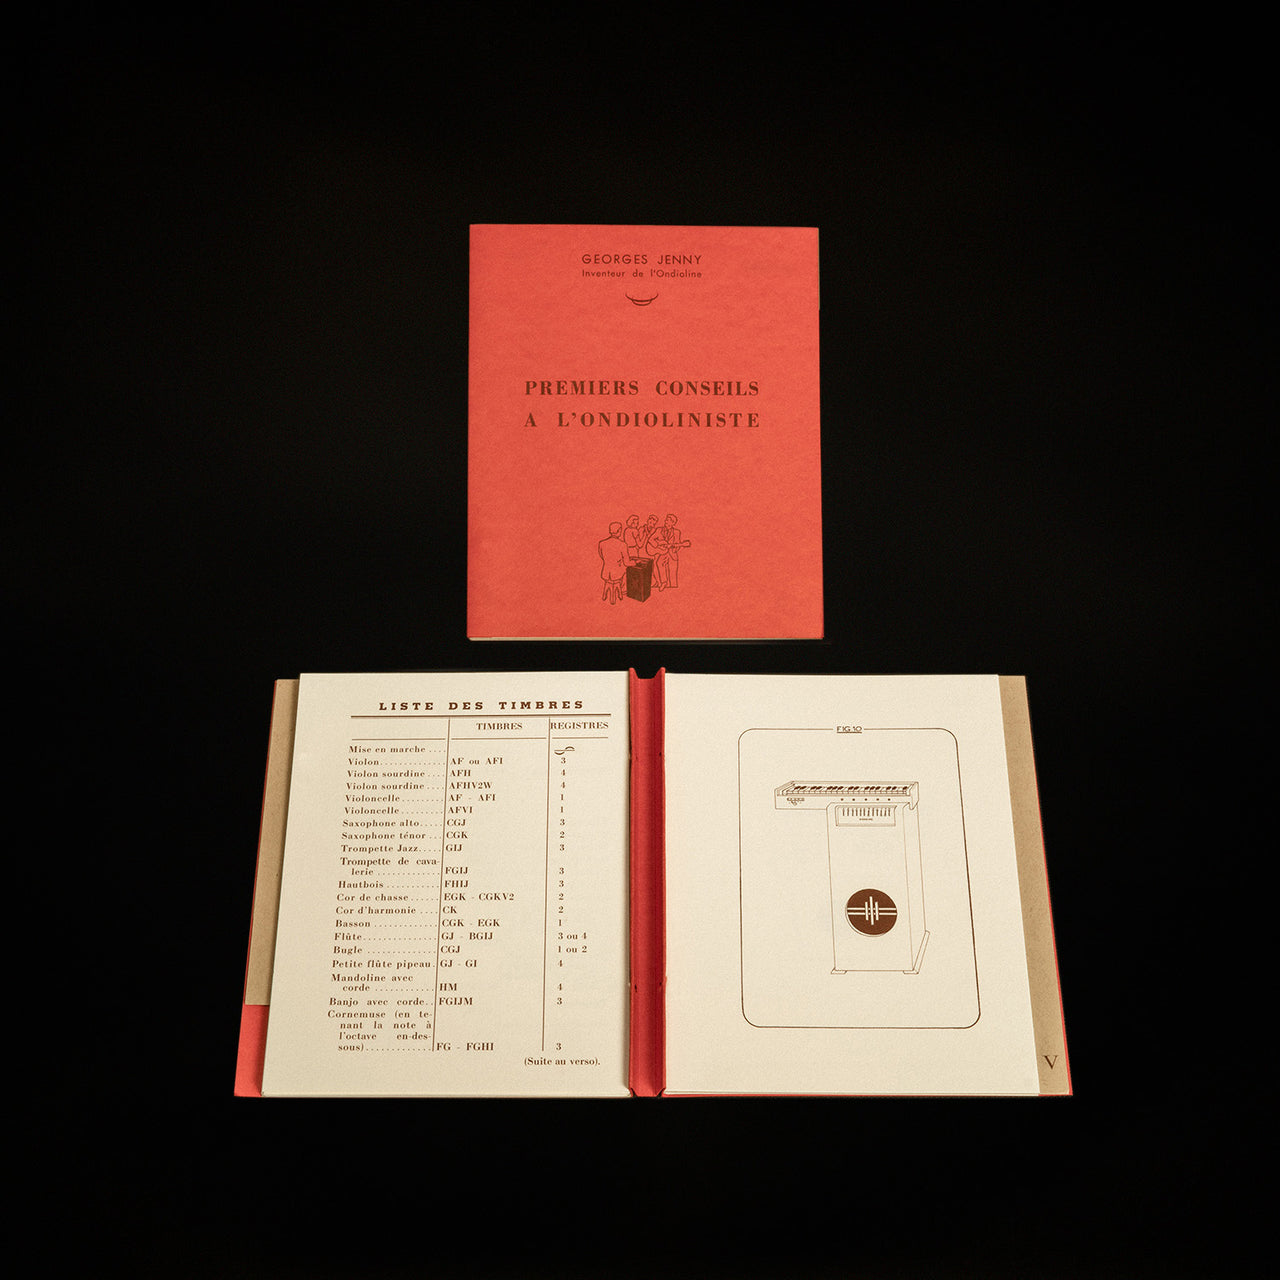 GEORGES JENNY
Inventeur de l'Ondioline
PREMIERS CONSEILS
A L'ONDIOLINISTE
LISTE DES TIMBRES
TIMBRES REGISTRES
Mise en marche ....
Violon............. AF ou AFI 3
Violon sourdine .... AFH 4
Violon sourdine .... AFHV2W 4
Violoncelle........ AF - AFI 1
Violoncelle........ AFVI 1
Saxophone alto..... CGJ 3
Saxophone ténor ... CGK 2
Trompette Jazz..... GIJ 3
Trompette de cava-
lerie ............ FGIJ 3
Hautbois ........... FHIJ 3
Cor de chasse...... EGK - CGKV2 2
Cor d'harmonie .... CK 2
Basson ............ CGK - EGK 1
Flûte.............. GJ - BGIJ 3 ou 4
Bugle ............. CGJ 1 ou 2
Petite flûte pipeau. GJ - GI 4
Mandoline avec
corde ............ HM 4
Banjo avec corde.. FGIJM 3
Cornemuse (en te-
nant la note à
l'octave en-des-
sous)............. FG - FGHI 3
(Suite au verso).
FIG.10
V